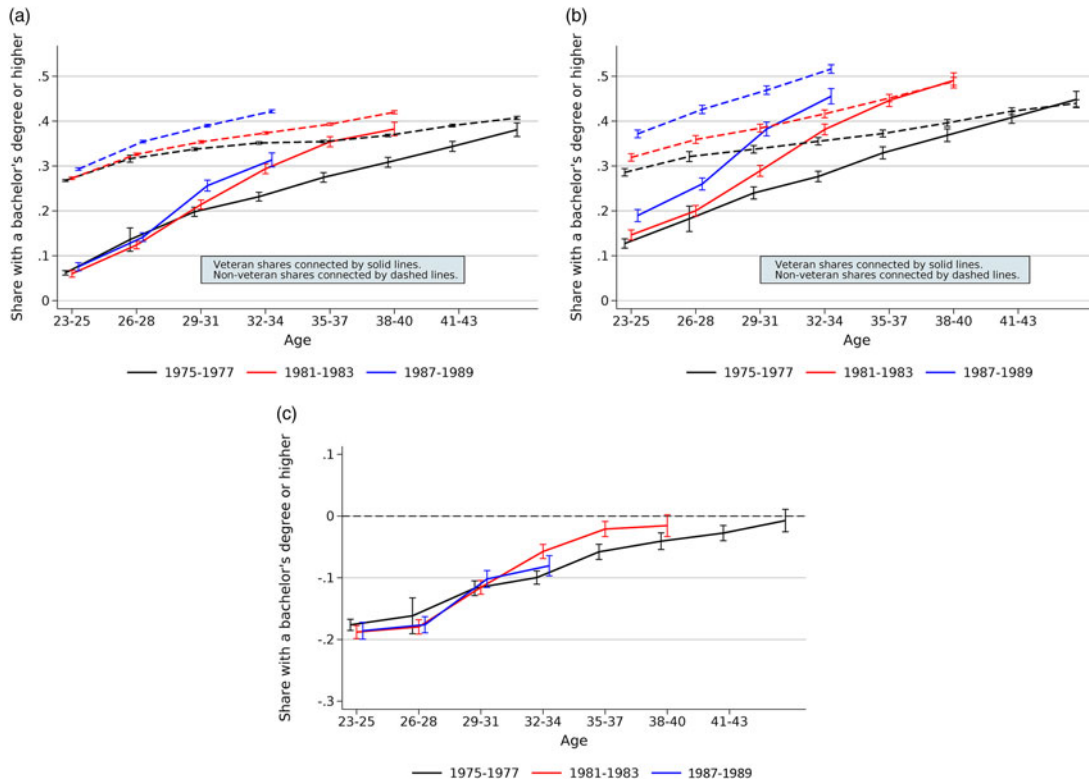 (a)
Share with a bachelor's degree or higher
.5
.4
.3
.2
.1
0
Veteran shares connected by solid lines.
Non-veteran shares connected by dashed lines.
23-25 26-28 29-31 32-34 35-37 38-40 41-43
Age
1975-1977 1981-1983 1987-1989
(b)
Share with a bachelor's degree or higher
.5
.4
.3
.2
.1
0
Veteran shares connected by solid lines.
Non-veteran shares connected by dashed lines.
23-25 26-28 29-31 32-34 35-37 38-40 41-43
Age
1975-1977 1981-1983 1987-1989
(c)
Share with a bachelor's degree or higher
.1
0
-.1
-.2
-.3
23-25 26-28 29-31 32-34 35-37 38-40 41-43
Age
1975-1977 1981-1983 1987-1989